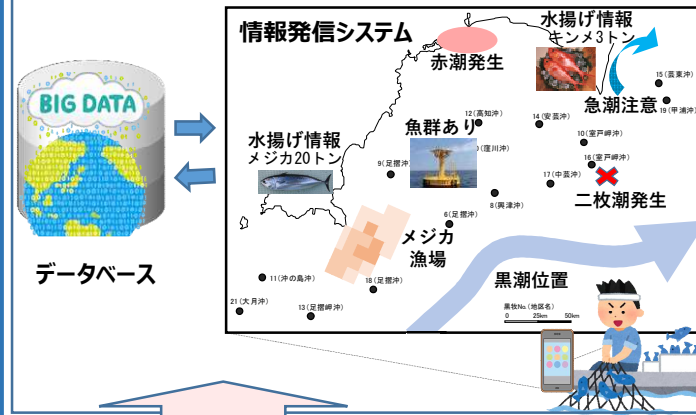 情報発信システム
水揚げ情報
キンメ3トン
赤潮発生
急潮注意
15(芸東沖)
19(甲浦沖)
BIG DATA
12(高知沖)
14(安芸沖)
魚群あり
10(室戸岬沖)
水揚げ情報
メジカ20トン
(窪川沖)
9(足摺沖)
16(室戸岬沖)
17(中芸沖)
二枚潮発生
8(興津沖)
6(足摺沖)
メジカ
漁場
データベース
黒潮位置
11(沖の島沖)
18(足摺沖)
21(大月沖)
13(足摺岬沖)
黒牧No.(地区名)
0 25km 50km